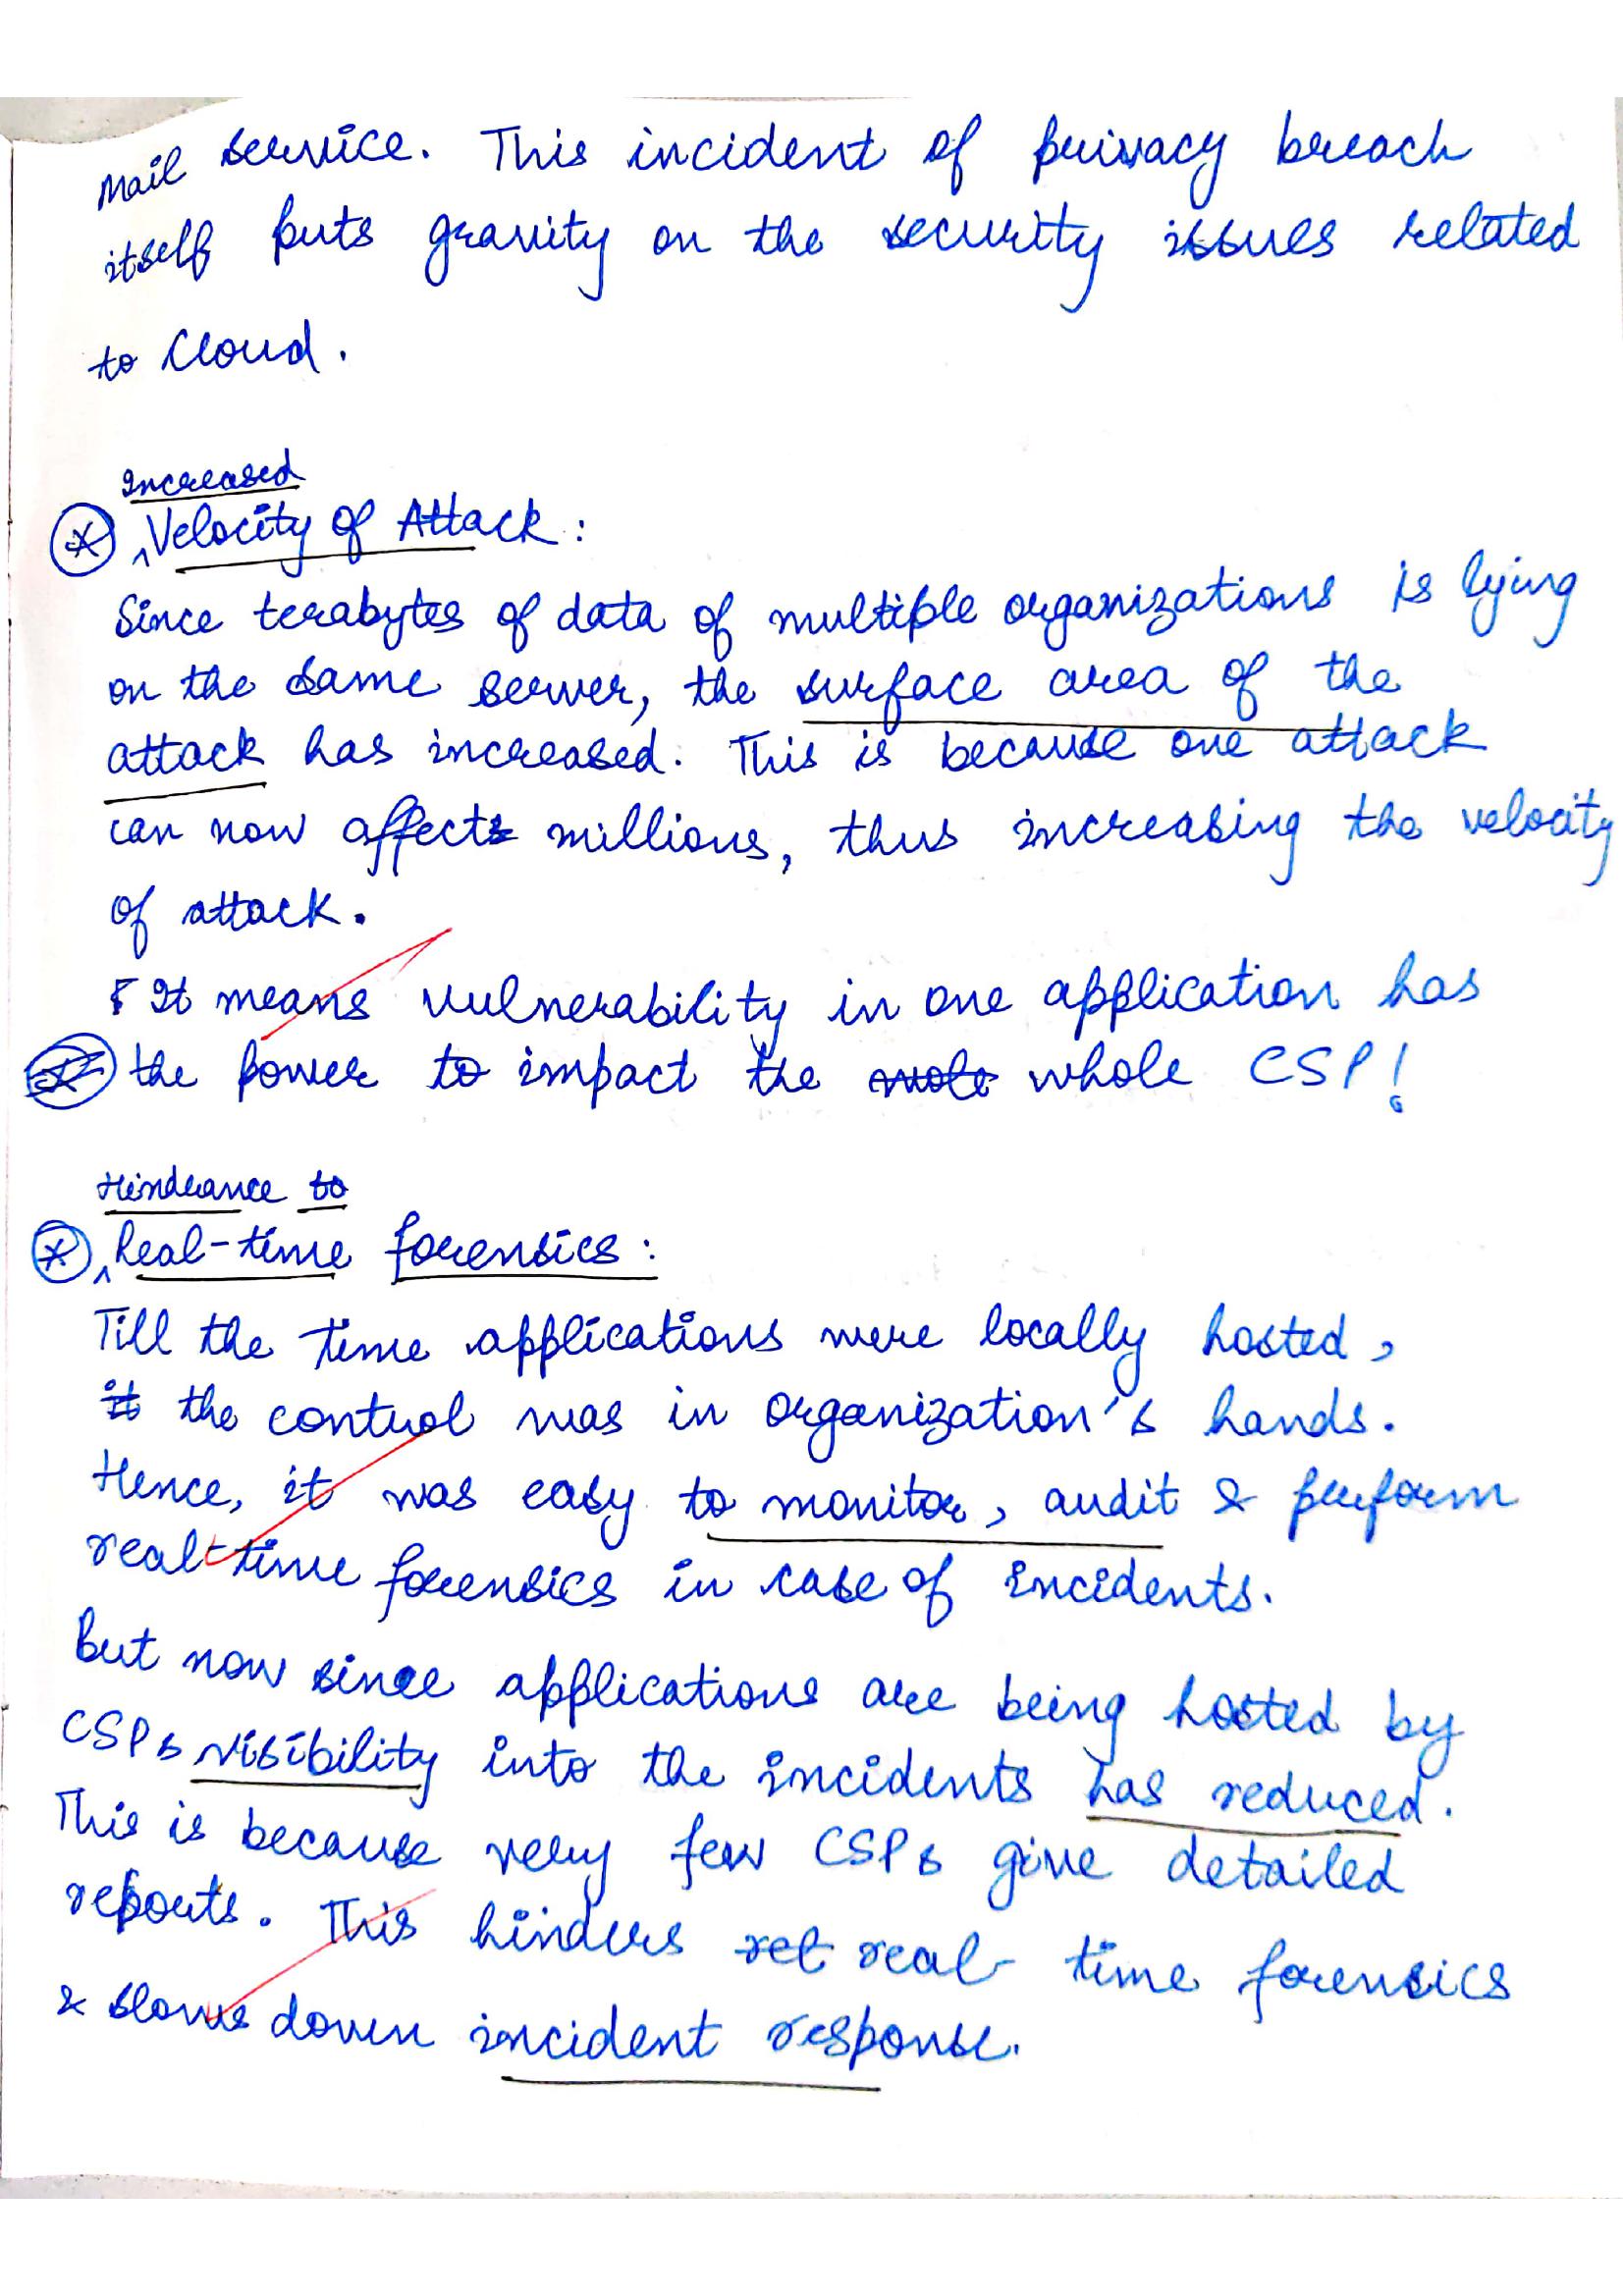 Mail service. This incident of privacy breach
itself puts gravity on the security issues related
to Cloud.
Increased
Velocity of Attack:
Since terabytes of data of multiple organizations is lying
on the same server, the surface area of the
attack has increased. This is because one attack
can now affects millions, thus increasing the velocity
of attack.
It means vulnerability in one application has
the power to impact the whole CSP!
Hindrance to
Real-time forensics:
Till the time applications were locally hosted,
it the control was in organization's hands.
Hence, it was easy to monitor, audit & perform
real-time forensics in case of incidents.
But now since applications are being hosted by
CSPs visibility into the incidents has reduced.
This is because very few CSPs give detailed
reports. This hinders ret real-time forensics
& slows down incident response.